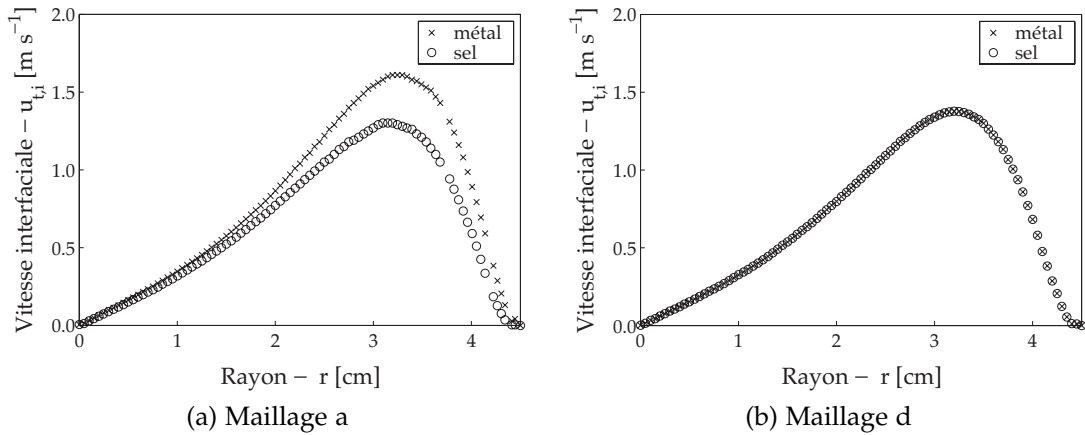 2.0
1.5
1.0
0.5
0.0
0 1 2 3 4
Vitesse interfaciale − u_{t,i} [m s⁻¹]
Rayon − r [cm]
× métal
○ sel
(a) Maillage a
2.0
1.5
1.0
0.5
0.0
0 1 2 3 4
Vitesse interfaciale − u_{t,i} [m s⁻¹]
Rayon − r [cm]
× métal
○ sel
(b) Maillage d